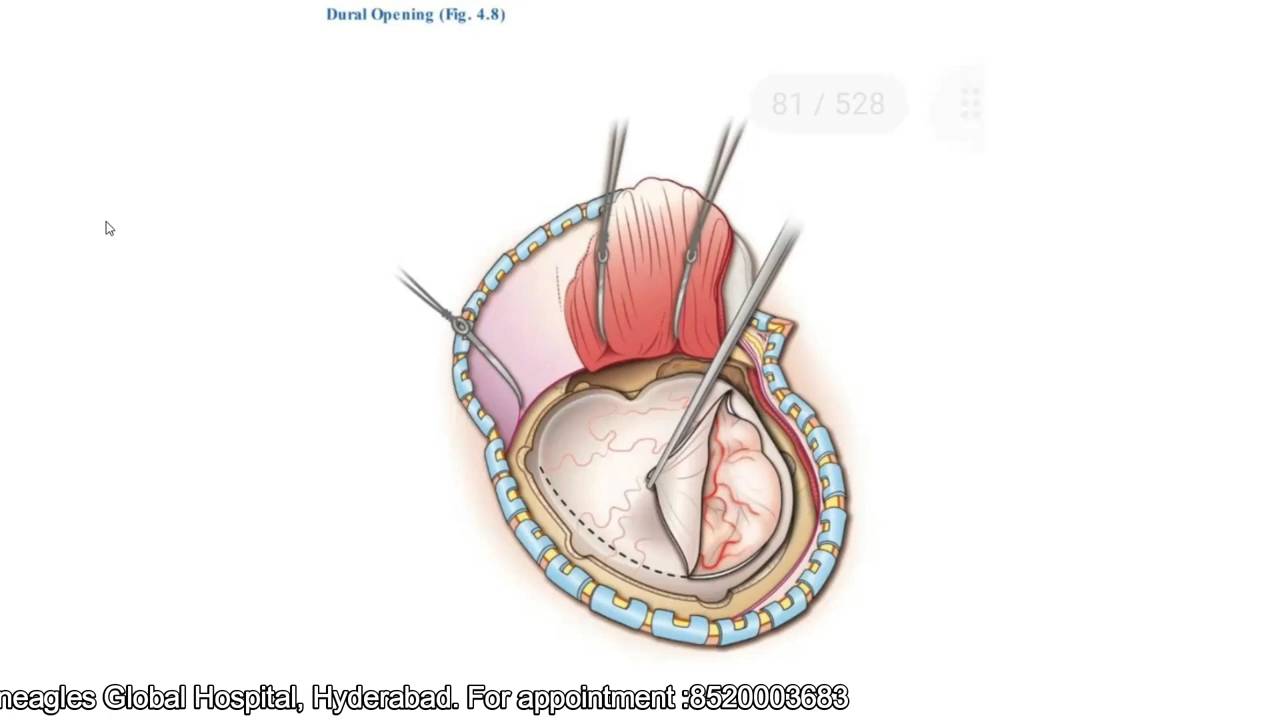 Dural Opening (Fig. 4.8)
81 / 528
neagles Global Hospital, Hyderabad. For appointment :8520003683